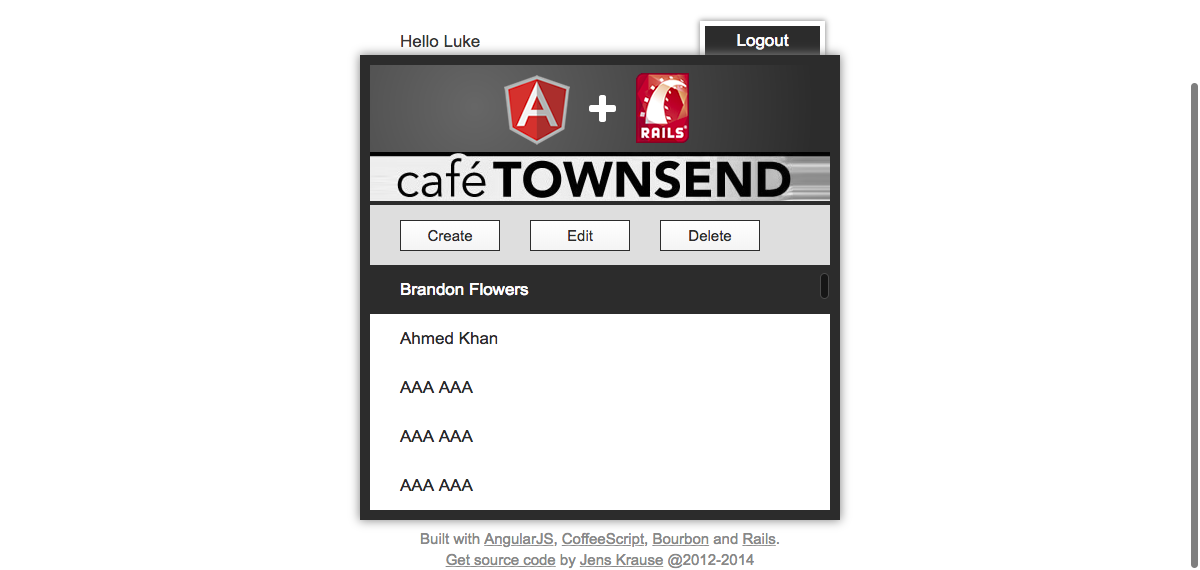 Hello Luke
Logout
A
RAILS
café TOWNSEND
Create
Edit
Delete
Brandon Flowers
Ahmed Khan
AAA AAA
AAA AAA
AAA AAA
Built with AngularJS, CoffeeScript, Bourbon and Rails.
Get source code by Jens Krause @2012-2014